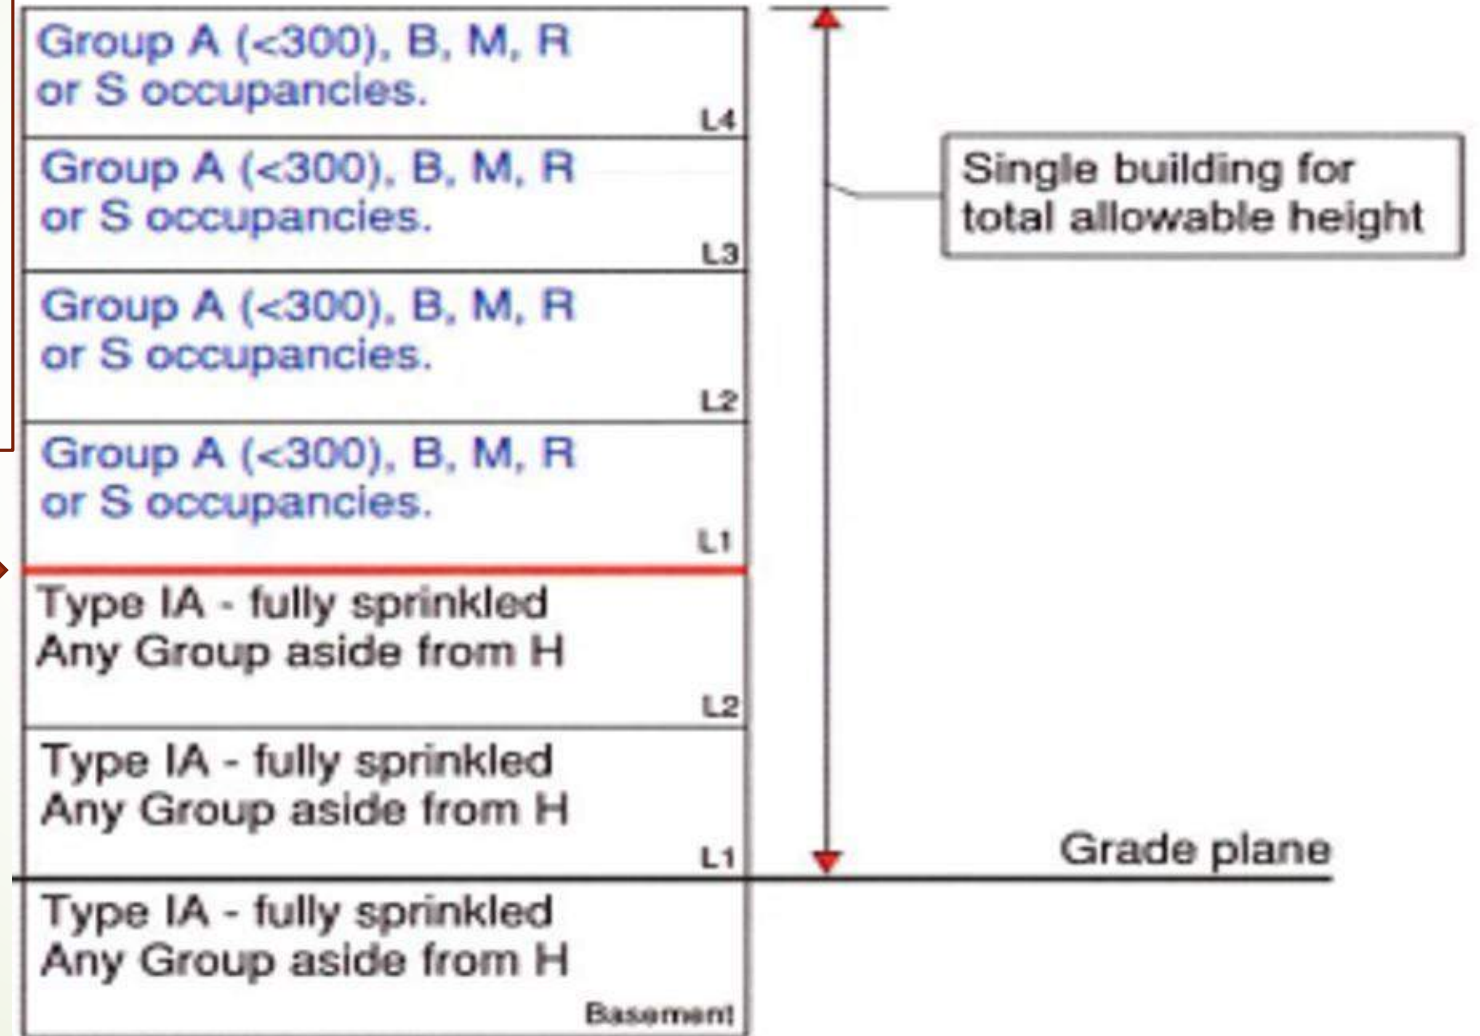 Group A (<300), B, M, R
or S occupancies.
L4
Group A (<300), B, M, R
or S occupancies.
L3
Group A (<300), B, M, R
or S occupancies.
L2
Group A (<300), B, M, R
or S occupancies.
L1
Type IA - fully sprinkled
Any Group aside from H
L2
Type IA - fully sprinkled
Any Group aside from H
L1
Type IA - fully sprinkled
Any Group aside from H
Basement
Single building for
total allowable height
Grade plane